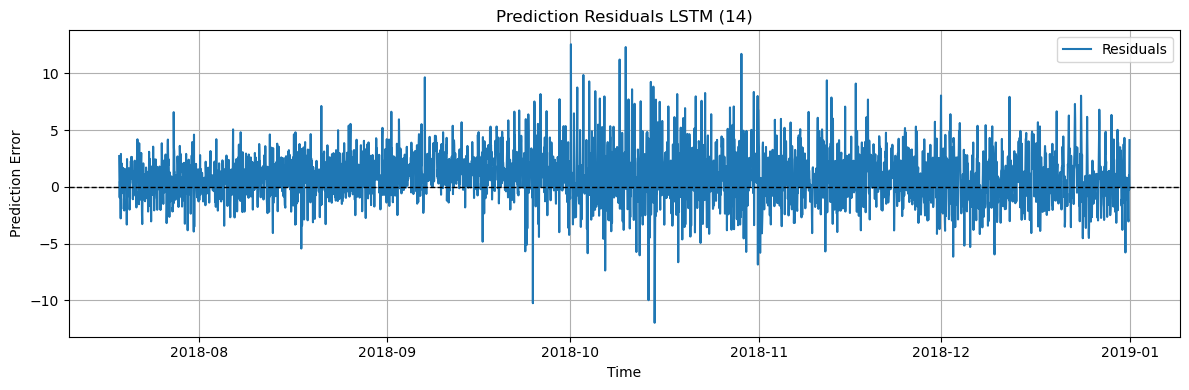 Prediction Residuals LSTM (14)
Residuals
Prediction Error
10
5
0
−5
−10
2018-08
2018-09
2018-10
2018-11
2018-12
2019-01
Time